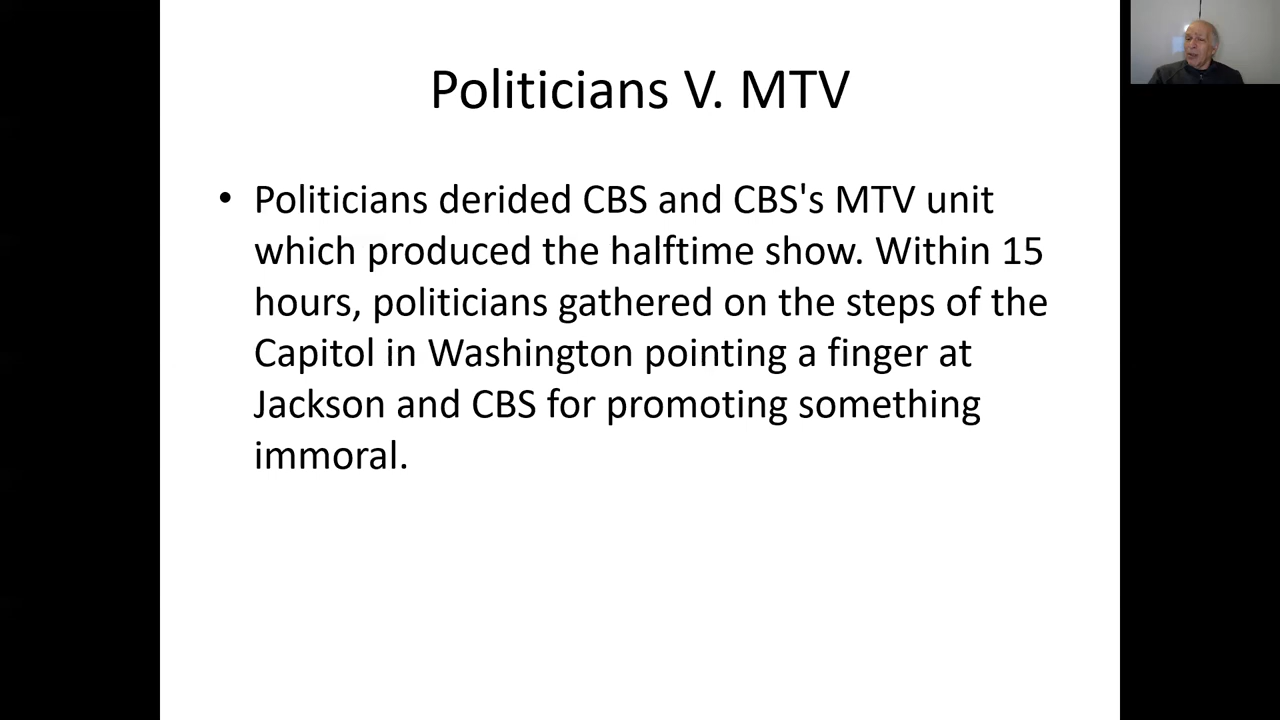 Politicians V. MTV
• Politicians derided CBS and CBS's MTV unit
which produced the halftime show. Within 15
hours, politicians gathered on the steps of the
Capitol in Washington pointing a finger at
Jackson and CBS for promoting something
immoral.